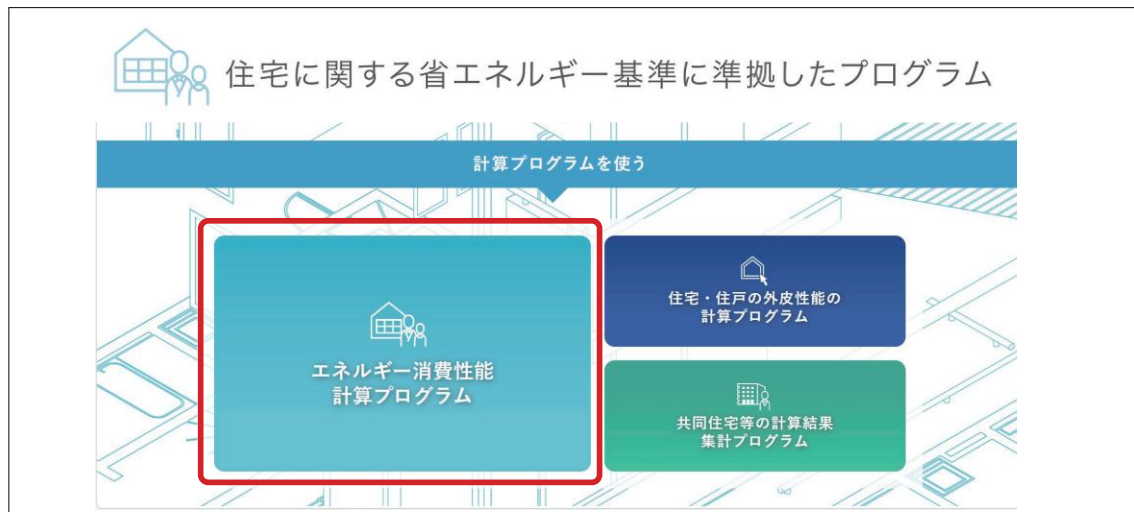 住宅に関する省エネルギー基準に準拠したプログラム
計算プログラムを使う
エネルギー消費性能
計算プログラム
住宅・住戸の外皮性能の
計算プログラム
共同住宅等の計算結果
集計プログラム